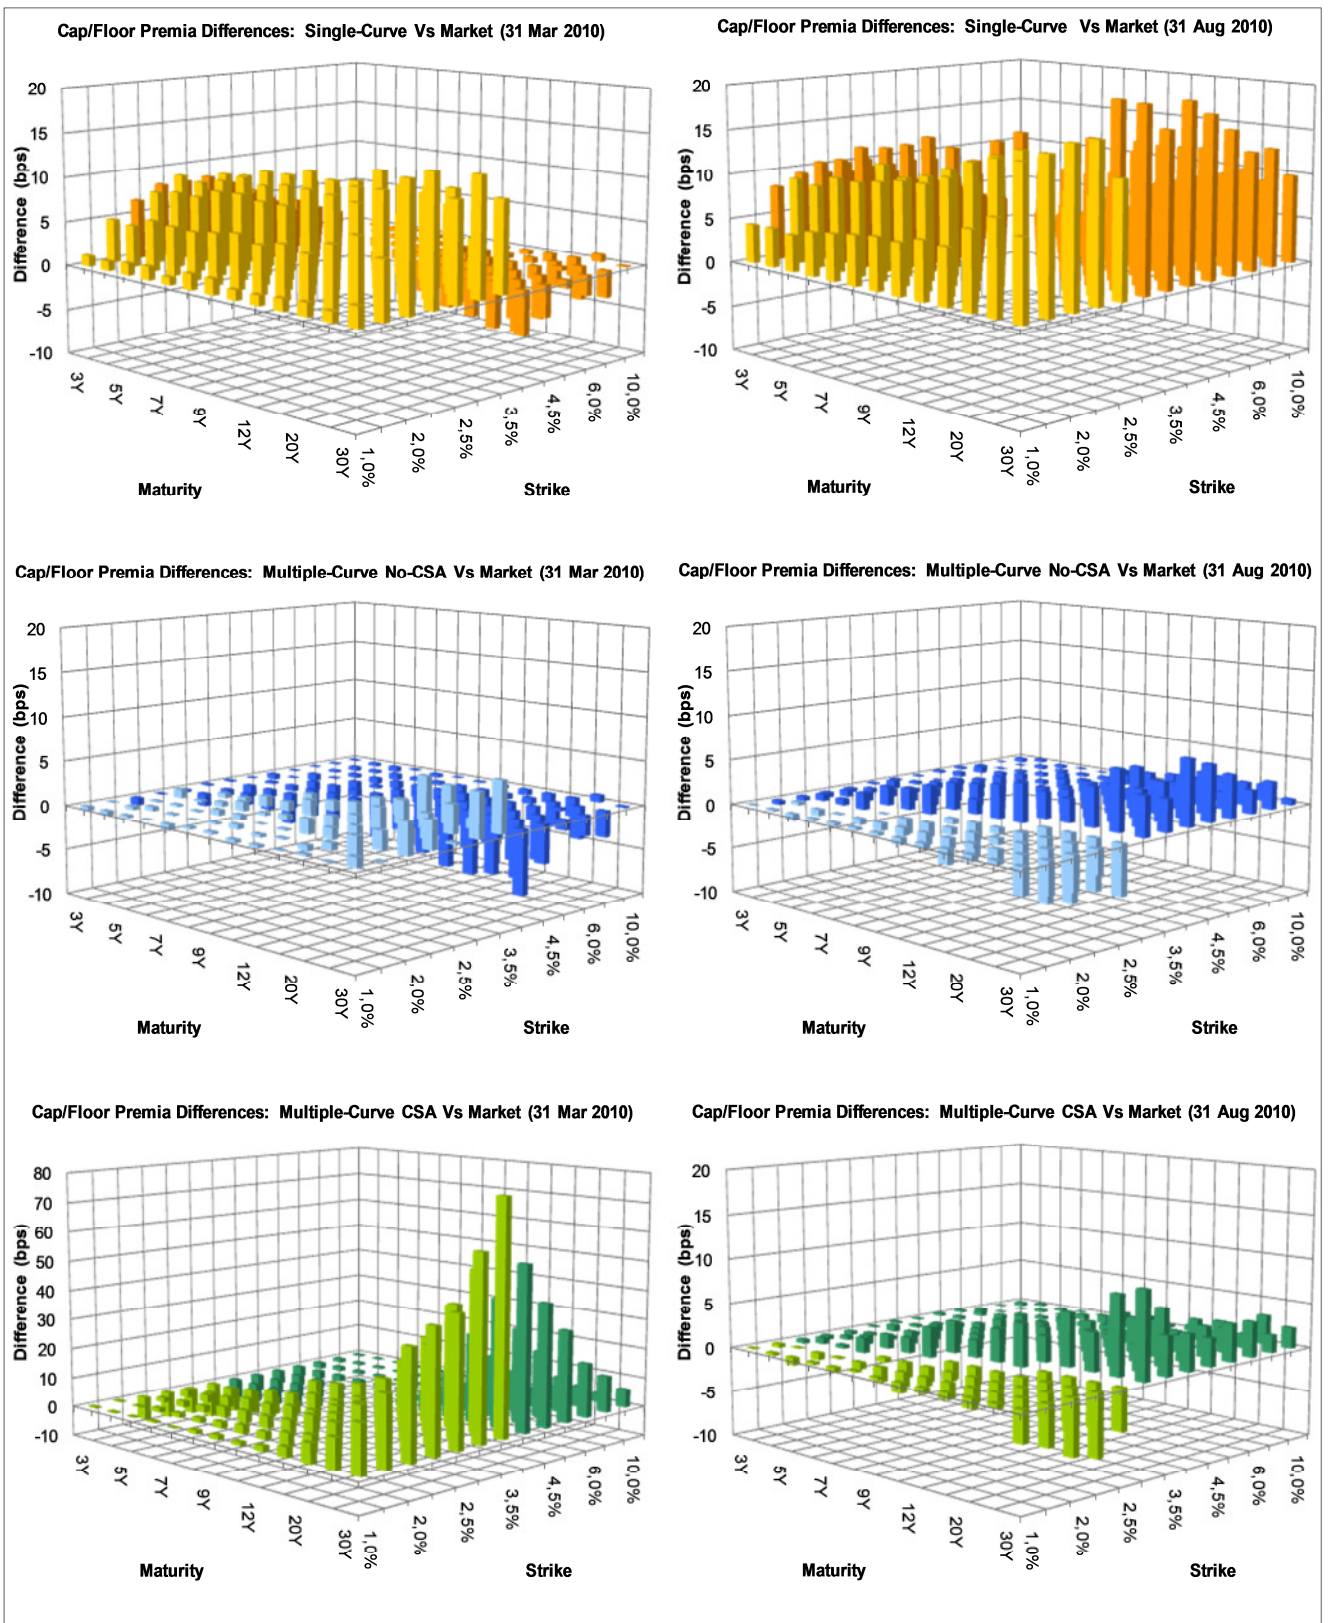 Cap/Floor Premia Differences: Single-Curve Vs Market (31 Mar 2010)
20
15
10
5
0
-5
-10
Difference (bps)
3Y
5Y
7Y
9Y
12Y
20Y
30Y
1,0%
2,0%
2,5%
3,5%
4,5%
6,0%
10,0%
Maturity
Strike
Cap/Floor Premia Differences: Single-Curve Vs Market (31 Aug 2010)
20
15
10
5
0
-5
-10
Difference (bps)
3Y
5Y
7Y
9Y
12Y
20Y
30Y
1,0%
2,0%
2,5%
3,5%
4,5%
6,0%
10,0%
Maturity
Strike
Cap/Floor Premia Differences: Multiple-Curve No-CSA Vs Market (31 Mar 2010)
20
15
10
5
0
-5
-10
Difference (bps)
3Y
5Y
7Y
9Y
12Y
20Y
30Y
1,0%
2,0%
2,5%
3,5%
4,5%
6,0%
10,0%
Maturity
Strike
Cap/Floor Premia Differences: Multiple-Curve No-CSA Vs Market (31 Aug 2010)
20
15
10
5
0
-5
-10
Difference (bps)
3Y
5Y
7Y
9Y
12Y
20Y
30Y
1,0%
2,0%
2,5%
3,5%
4,5%
6,0%
10,0%
Maturity
Strike
Cap/Floor Premia Differences: Multiple-Curve CSA Vs Market (31 Mar 2010)
80
70
60
50
40
30
20
10
0
-10
Difference (bps)
3Y
5Y
7Y
9Y
12Y
20Y
30Y
1,0%
2,0%
2,5%
3,5%
4,5%
6,0%
10,0%
Maturity
Strike
Cap/Floor Premia Differences: Multiple-Curve CSA Vs Market (31 Aug 2010)
20
15
10
5
0
-5
-10
Difference (bps)
3Y
5Y
7Y
9Y
12Y
20Y
30Y
1,0%
2,0%
2,5%
3,5%
4,5%
6,0%
10,0%
Maturity
Strike